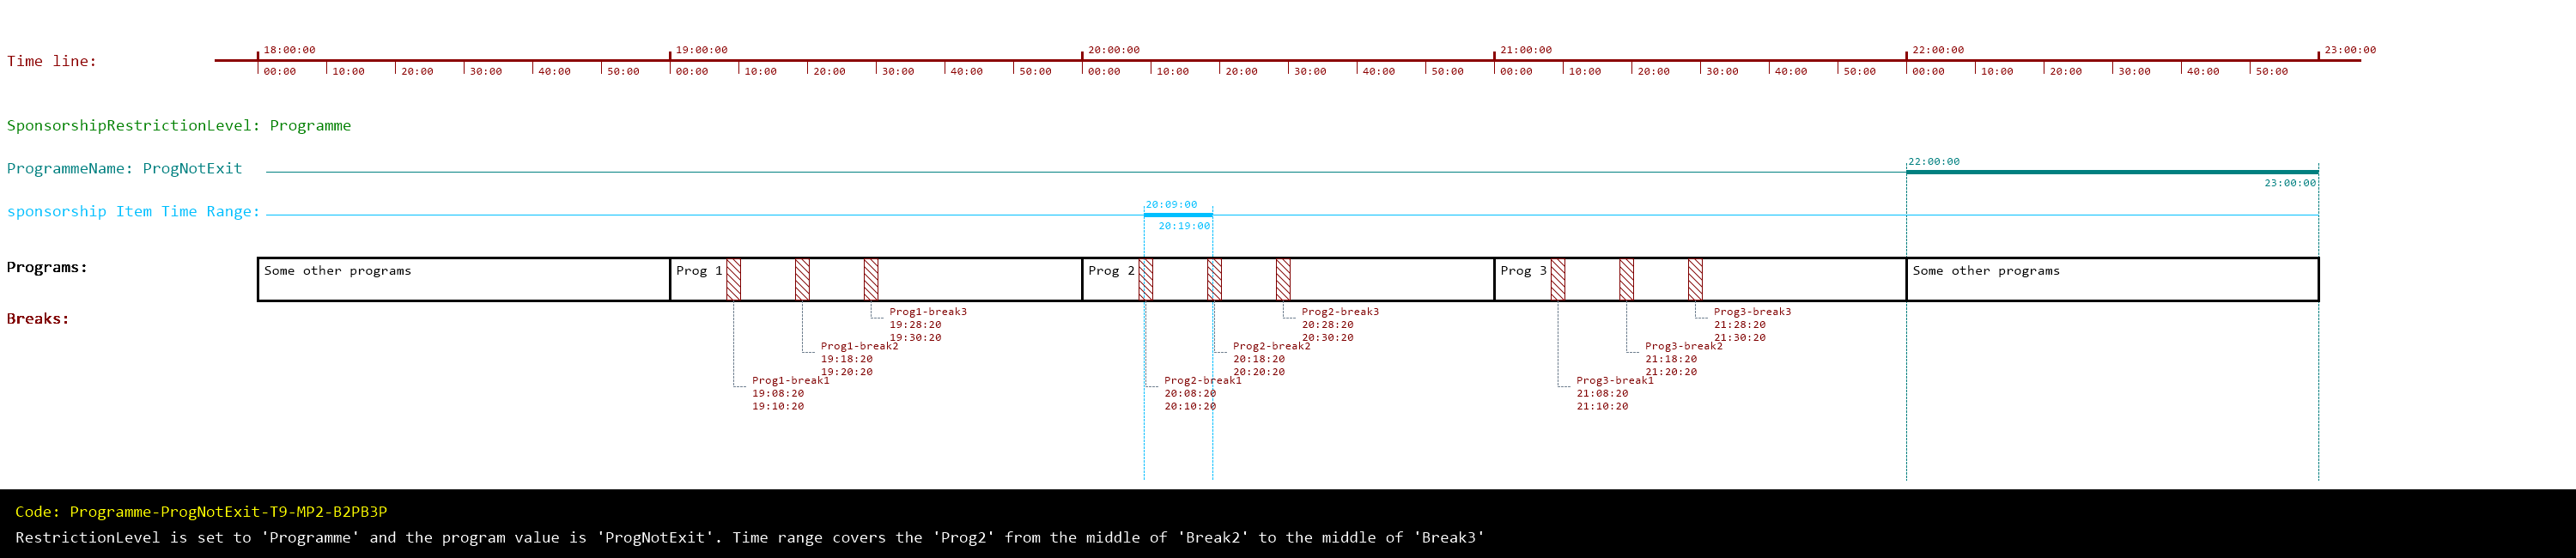 18:00:00 19:00:00 20:00:00 21:00:00 22:00:00 23:00:00
Time line:
00:00 10:00 20:00 30:00 40:00 50:00 00:00 10:00 20:00 30:00 40:00 50:00 00:00 10:00 20:00 30:00 40:00 50:00 00:00 10:00 20:00 30:00 40:00 50:00 00:00 10:00 20:00 30:00 40:00 50:00
SponsorshipRestrictionLevel: Programme
ProgrammeName: ProgNotExit
22:00:00
23:00:00
sponsorship Item Time Range:
20:09:00
20:19:00
Programs:
Some other programs
Prog 1
Prog 2
Prog 3
Some other programs
Breaks:
Prog1-break3
19:28:20
19:30:20
Prog1-break2
19:18:20
19:20:20
Prog1-break1
19:08:20
19:10:20
Prog2-break3
20:28:20
20:30:20
Prog2-break2
20:18:20
20:20:20
Prog2-break1
20:08:20
20:10:20
Prog3-break3
21:28:20
21:30:20
Prog3-break2
21:18:20
21:20:20
Prog3-break1
21:08:20
21:10:20
Code: Programme-ProgNotExit-T9-MP2-B2PB3P
RestrictionLevel is set to 'Programme' and the program value is 'ProgNotExit'. Time range covers the 'Prog2' from the middle of 'Break2' to the middle of 'Break3'